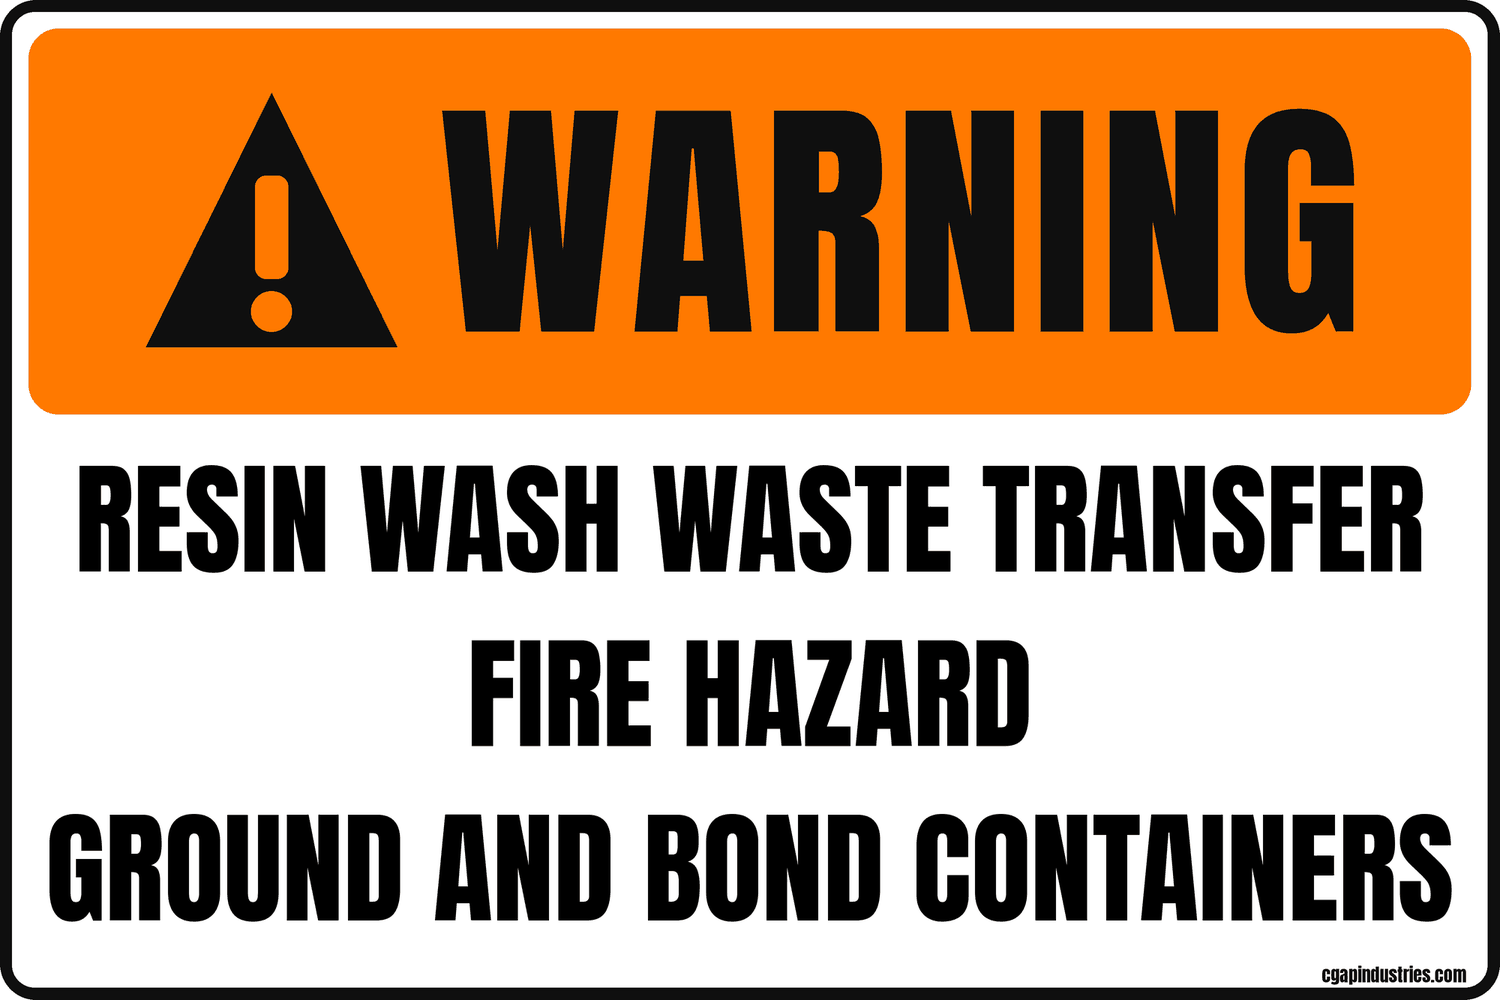 WARNING
RESIN WASH WASTE TRANSFER
FIRE HAZARD
GROUND AND BOND CONTAINERS
cgapindustries.com